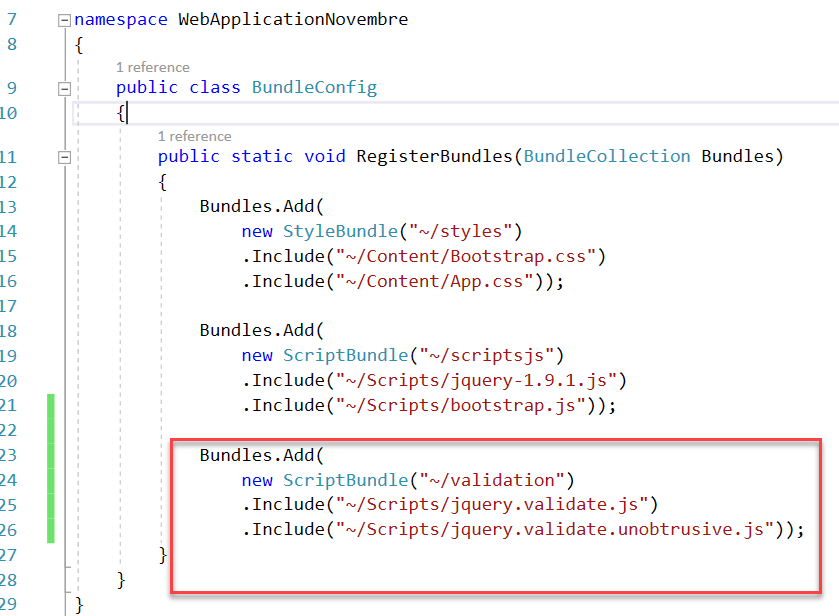 7 namespace WebApplicationNovembre
8 {
1 reference
9 public class BundleConfig
10 {
1 reference
11 public static void RegisterBundles(BundleCollection Bundles)
12 {
13 Bundles.Add(
14 new StyleBundle("~/styles")
15 .Include("~/Content/Bootstrap.css")
16 .Include("~/Content/App.css"));
17
18 Bundles.Add(
19 new ScriptBundle("~/scriptsjs")
20 .Include("~/Scripts/jquery-1.9.1.js")
21 .Include("~/Scripts/bootstrap.js"));
22
23 Bundles.Add(
24 new ScriptBundle("~/validation")
25 .Include("~/Scripts/jquery.validate.js")
26 .Include("~/Scripts/jquery.validate.unobtrusive.js"));
27 }
28 }
29 }